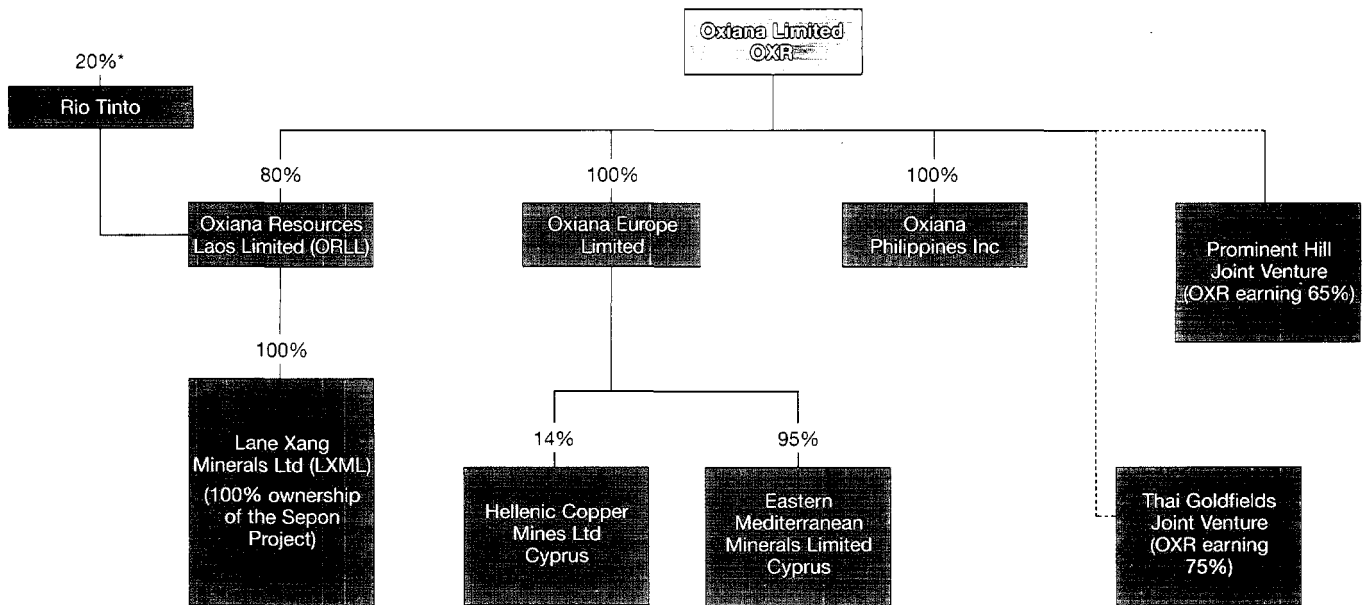 Oxiana Limited
OXR
20%*
Rio Tinto
80%
100%
100%
Oxiana Resources
Laos Limited (ORLL)
Oxiana Europe
Limited
Oxiana
Philippines Inc
Prominent Hill
Joint Venture
(OXR earning 65%)
100%
Lane Xang
Minerals Ltd (LXML)
(100% ownership
of the Sepon
Project)
14%
95%
Hellenic Copper
Mines Ltd
Cyprus
Eastern
Mediterranean
Minerals Limited
Cyprus
Thai Goldfields
Joint Venture
(OXR earning
75%)